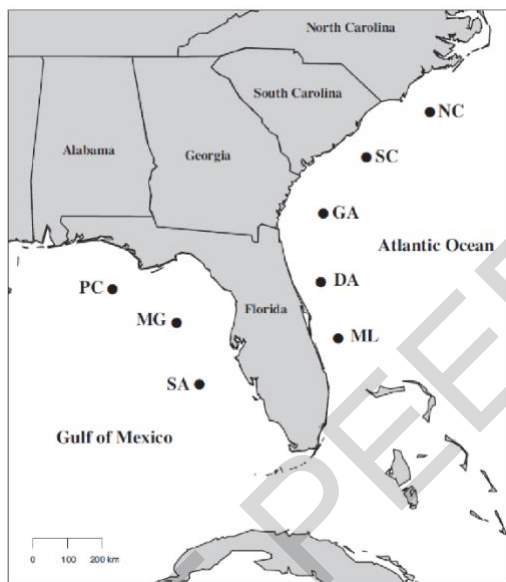 North Carolina
South Carolina
NC
Alabama
Georgia
SC
GA
Atlantic Ocean
PC
DA
MG
Florida
ML
SA
Gulf of Mexico
0 100 200 km
PEE